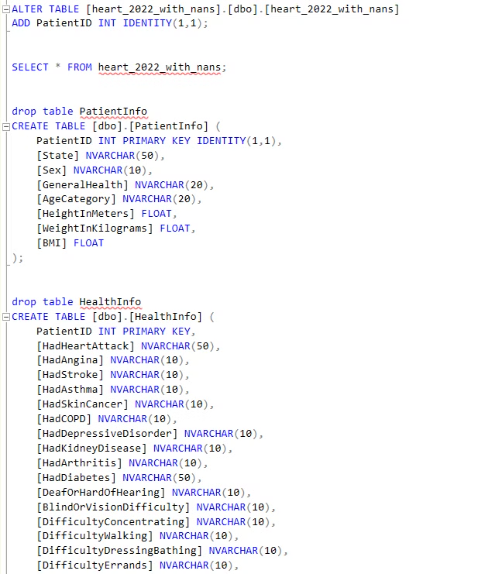 ALTER TABLE [heart_2022_with_nans].[dbo].[heart_2022_with_nans]
ADD PatientID INT IDENTITY(1,1);
SELECT * FROM heart_2022_with_nans;
drop table PatientInfo
CREATE TABLE [dbo].[PatientInfo] (
PatientID INT PRIMARY KEY IDENTITY(1,1),
[State] NVARCHAR(50),
[Sex] NVARCHAR(10),
[GeneralHealth] NVARCHAR(20),
[AgeCategory] NVARCHAR(20),
[HeightInMeters] FLOAT,
[WeightInKilograms] FLOAT,
[BMI] FLOAT
);
drop table HealthInfo
CREATE TABLE [dbo].[HealthInfo] (
PatientID INT PRIMARY KEY,
[HadHeartAttack] NVARCHAR(50),
[HadAngina] NVARCHAR(10),
[HadStroke] NVARCHAR(10),
[HadAsthma] NVARCHAR(10),
[HadSkinCancer] NVARCHAR(10),
[HadCOPD] NVARCHAR(10),
[HadDepressiveDisorder] NVARCHAR(10),
[HadKidneyDisease] NVARCHAR(10),
[HadArthritis] NVARCHAR(10),
[HadDiabetes] NVARCHAR(50),
[DeafOrHardOfHearing] NVARCHAR(10),
[BlindOrVisionDifficulty] NVARCHAR(10),
[DifficultyConcentrating] NVARCHAR(10),
[DifficultyWalking] NVARCHAR(10),
[DifficultyDressingBathing] NVARCHAR(10),
[DifficultyErrands] NVARCHAR(10),